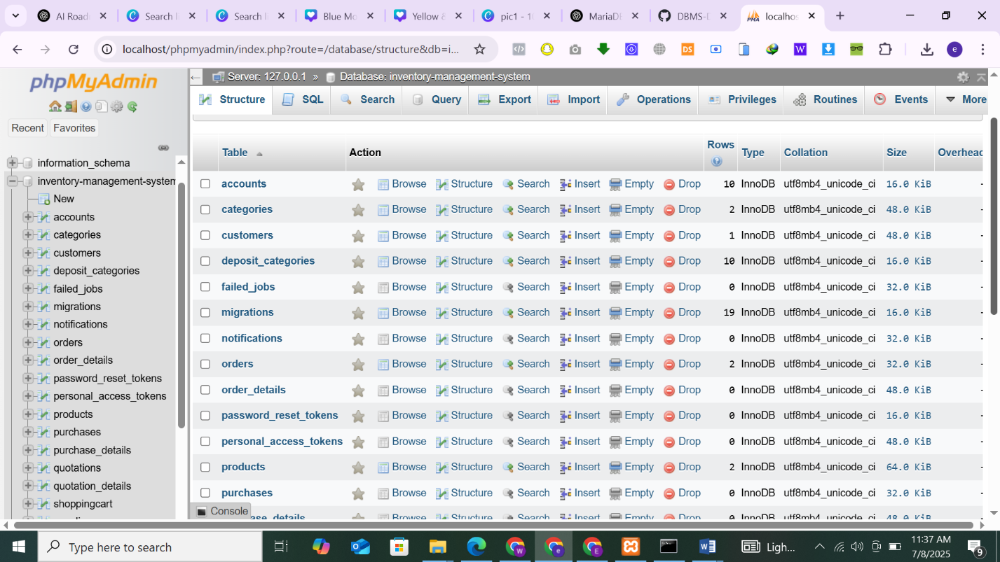 AI Road
Search I
Search I
Blue Mo
Yellow &
pic1 - 1
MariaDB
DBMS-D
localhos
localhost/phpmyadmin/index.php?route=/database/structure&db=i...
phpMyAdmin
Recent Favorites
information_schema
inventory-management-system
New
accounts
categories
customers
deposit_categories
failed_jobs
migrations
notifications
orders
order_details
password_reset_tokens
personal_access_tokens
products
purchases
purchase_details
quotations
quotation_details
shoppingcart
Server: 127.0.0.1 » Database: inventory-management-system
Structure SQL Search Query Export Import Operations Privileges Routines Events More
Table Action Rows Type Collation Size Overhead
accounts Browse Structure Search Insert Empty Drop 10 InnoDB utf8mb4_unicode_ci 16.0 KiB -
categories Browse Structure Search Insert Empty Drop 2 InnoDB utf8mb4_unicode_ci 48.0 KiB -
customers Browse Structure Search Insert Empty Drop 1 InnoDB utf8mb4_unicode_ci 48.0 KiB -
deposit_categories Browse Structure Search Insert Empty Drop 10 InnoDB utf8mb4_unicode_ci 16.0 KiB -
failed_jobs Browse Structure Search Insert Empty Drop 0 InnoDB utf8mb4_unicode_ci 32.0 KiB -
migrations Browse Structure Search Insert Empty Drop 19 InnoDB utf8mb4_unicode_ci 16.0 KiB -
notifications Browse Structure Search Insert Empty Drop 0 InnoDB utf8mb4_unicode_ci 32.0 KiB -
orders Browse Structure Search Insert Empty Drop 2 InnoDB utf8mb4_unicode_ci 32.0 KiB -
order_details Browse Structure Search Insert Empty Drop 0 InnoDB utf8mb4_unicode_ci 48.0 KiB -
password_reset_tokens Browse Structure Search Insert Empty Drop 0 InnoDB utf8mb4_unicode_ci 16.0 KiB -
personal_access_tokens Browse Structure Search Insert Empty Drop 0 InnoDB utf8mb4_unicode_ci 48.0 KiB -
products Browse Structure Search Insert Empty Drop 2 InnoDB utf8mb4_unicode_ci 64.0 KiB -
purchases Browse Structure Search Insert Empty Drop 0 InnoDB utf8mb4_unicode_ci 32.0 KiB -
ase_details Browse Structure Search Insert Empty Drop 0 InnoDB utf8mb4_unicode_ci 48.0 KiB
Console
Type here to search
Ligh...
11:37 AM
7/8/2025
9